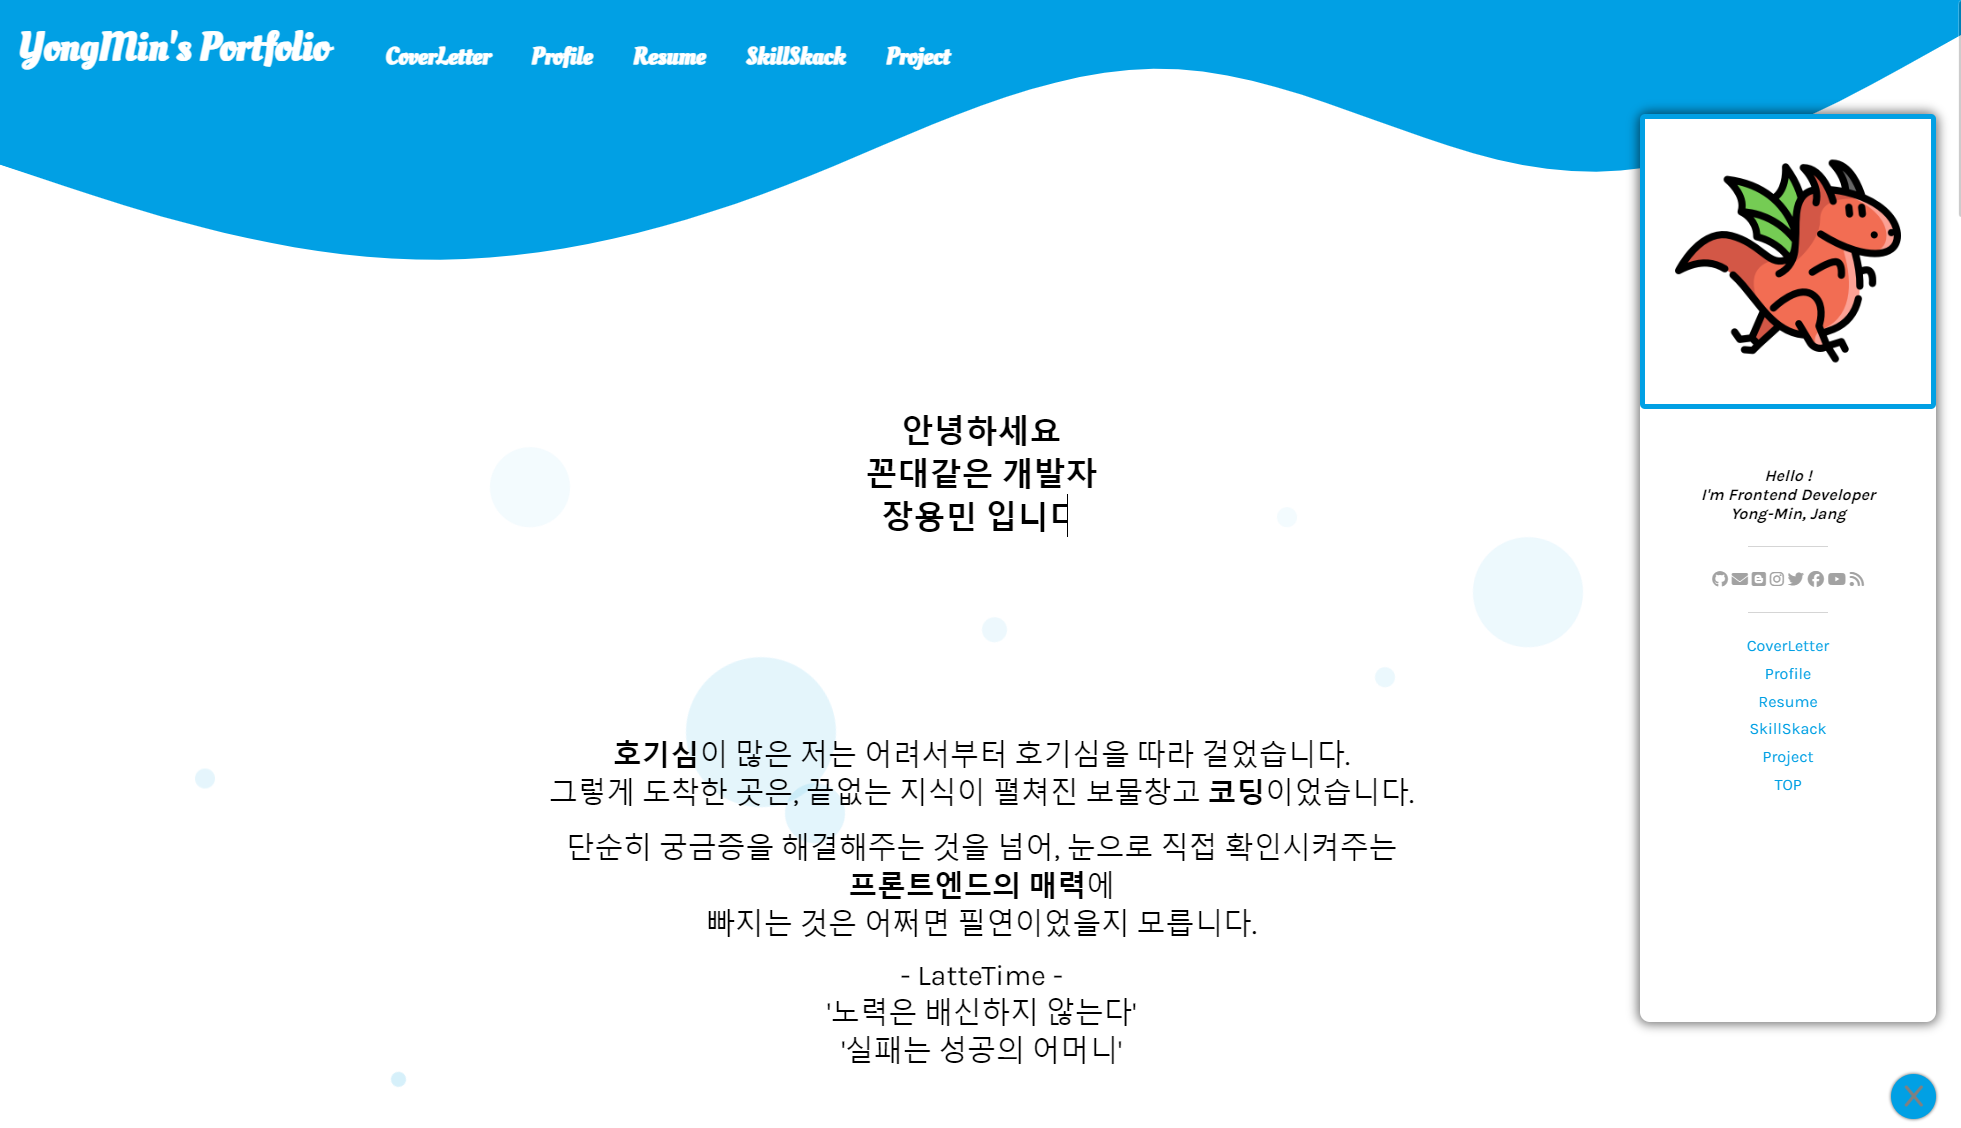 YongMin's Portfolio
CoverLetter Profile Resume SkillSkack Project
안녕하세요
꼰대같은 개발자
장용민 입니다
호기심이 많은 저는 어려서부터 호기심을 따라 걸었습니다.
그렇게 도착한 곳은, 끝없는 지식이 펼쳐진 보물창고 코딩이었습니다.
단순히 궁금증을 해결해주는 것을 넘어, 눈으로 직접 확인시켜주는
프론트엔드의 매력에
빠지는 것은 어쩌면 필연이었을지 모릅니다.
- LatteTime -
'노력은 배신하지 않는다'
'실패는 성공의 어머니'
Hello !
I'm Frontend Developer
Yong-Min, Jang
CoverLetter
Profile
Resume
SkillSkack
Project
TOP
X